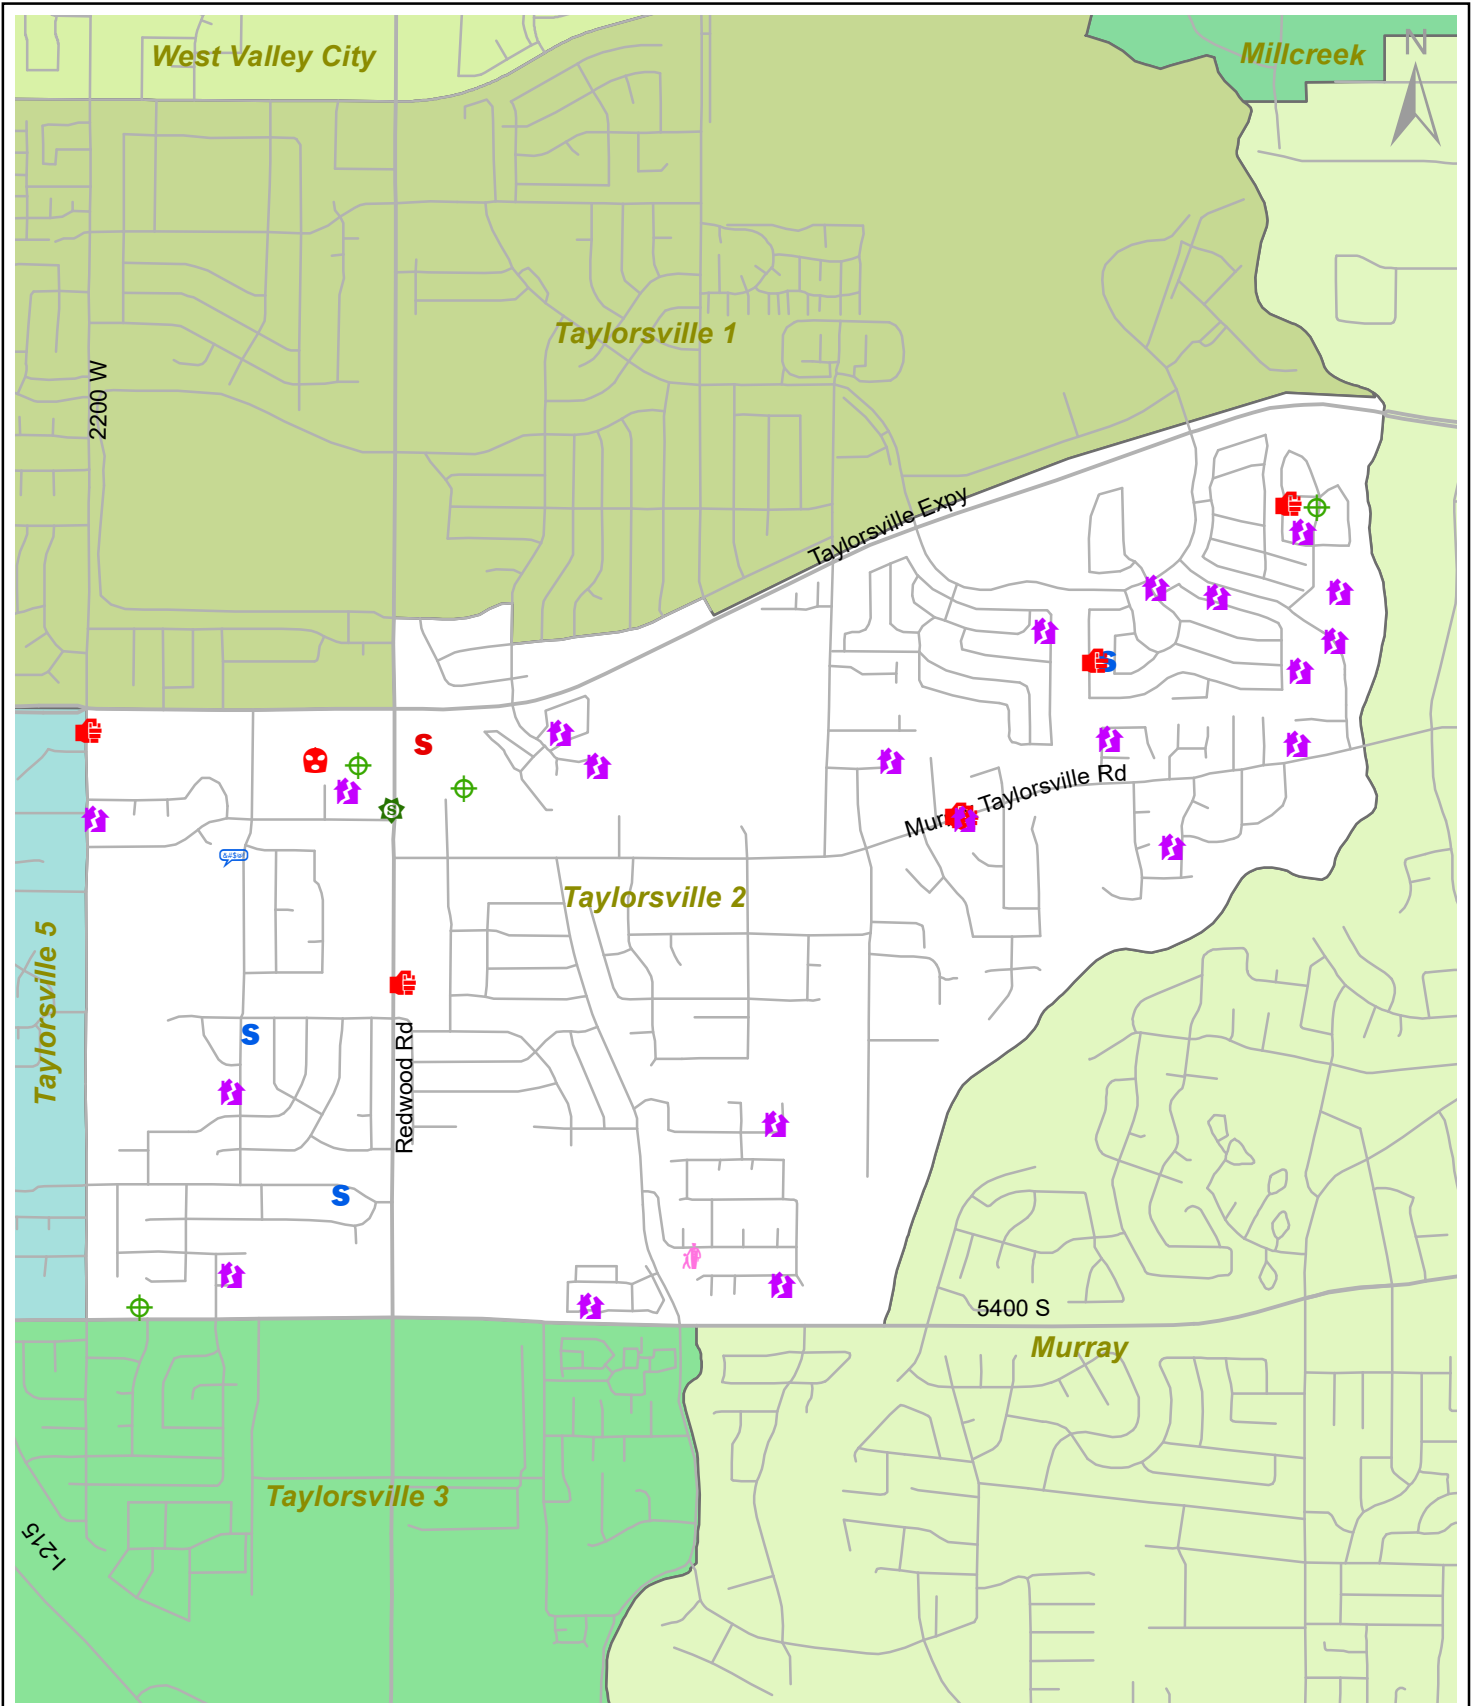 West Valley City
Millcreek
N
Taylorsville 1
2200 W
Taylorsville Expy
S
S
S
Murray Taylorsville Rd
&#$@!
Taylorsville 2
Taylorsville 5
S
Redwood Rd
S
5400 S
Murray
Taylorsville 3
I-215